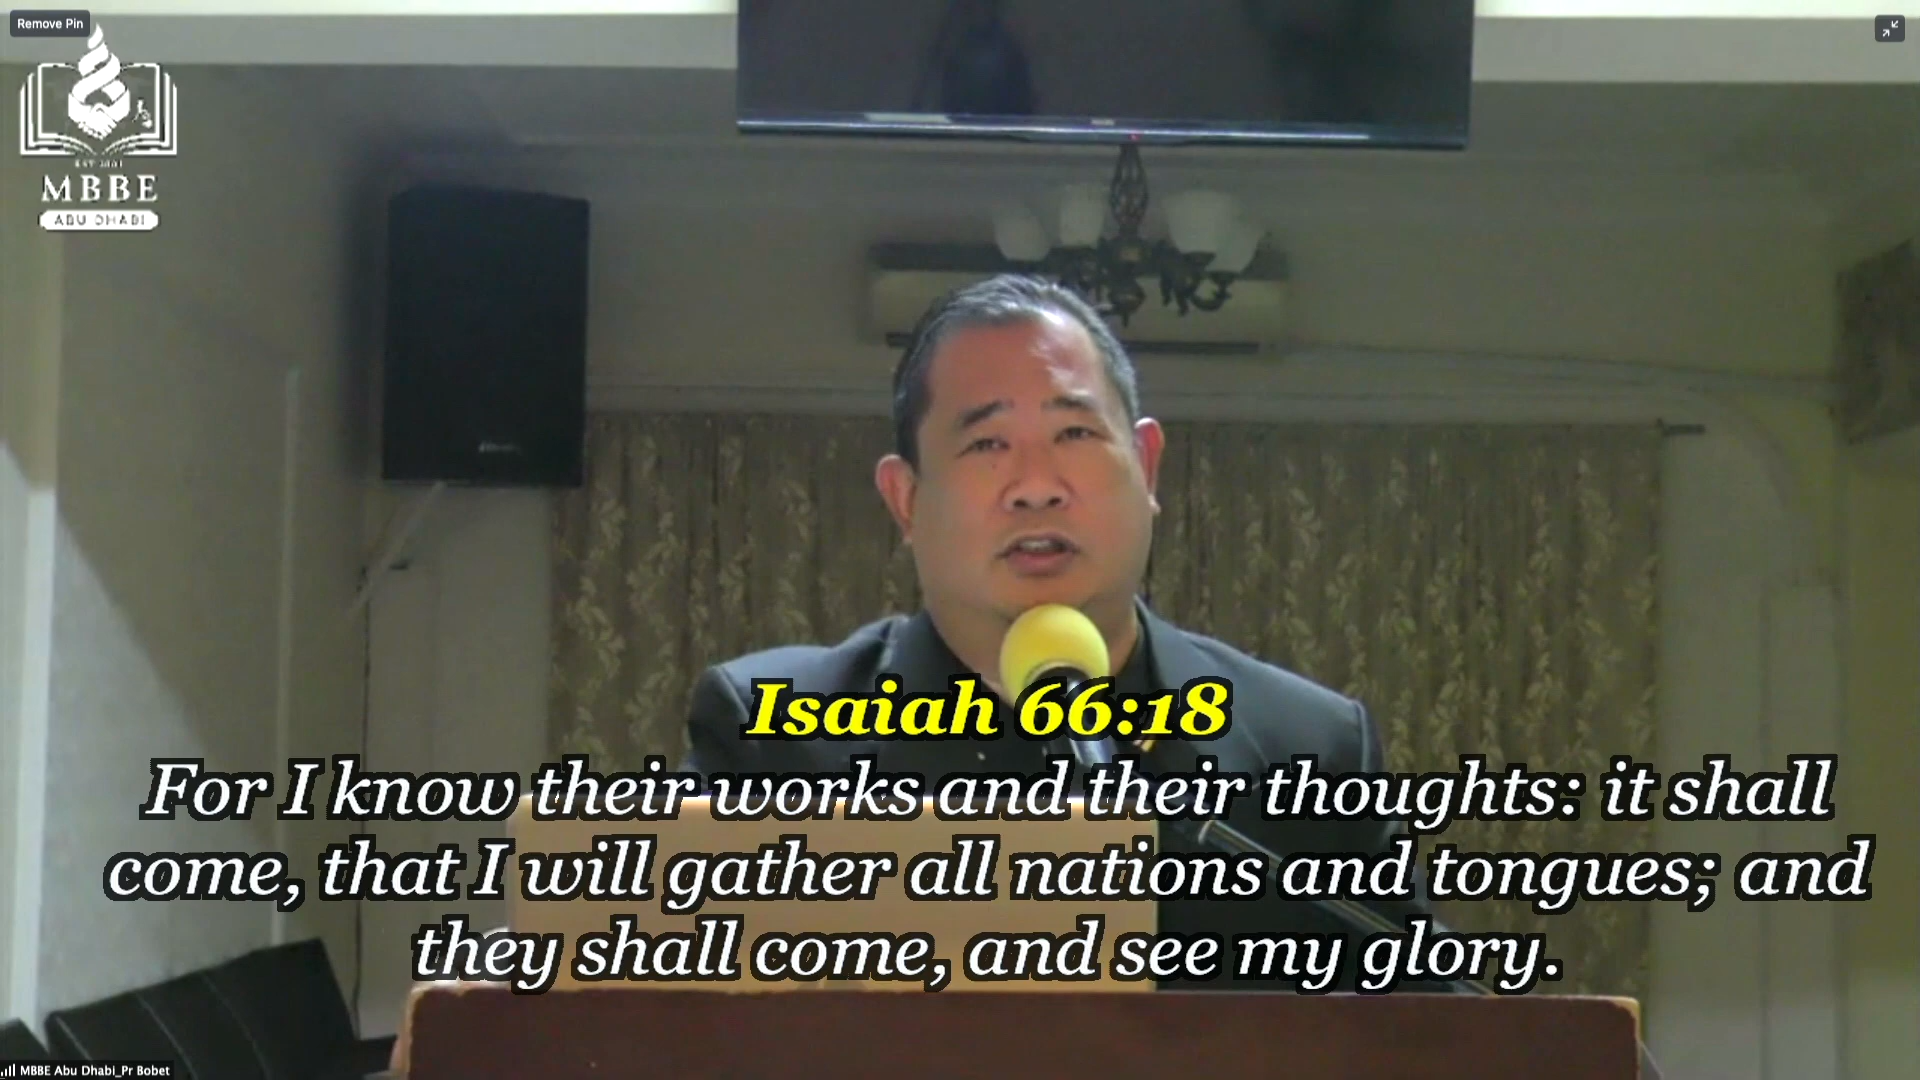 Remove Pin
MBBE
ABU DHABI
Isaiah 66:18
For I know their works and their thoughts: it shall
come, that I will gather all nations and tongues; and
they shall come, and see my glory.
MBBE Abu Dhabi_Pr Bobet